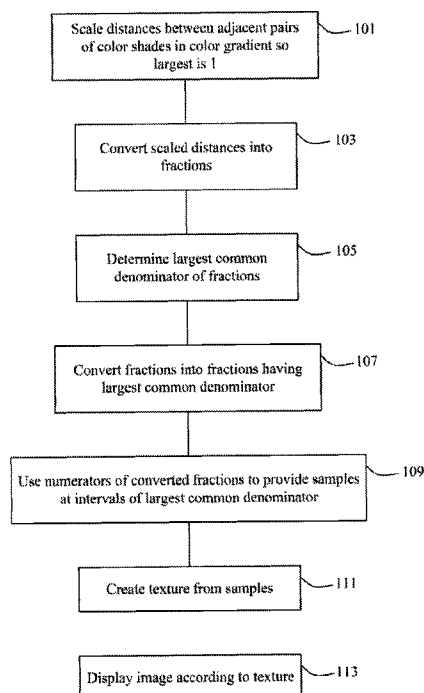 Scale distances between adjacent pairs
of color shades in color gradient so
largest is 1
101
Convert scaled distances into
fractions
103
Determine largest common
denominator of fractions
105
Convert fractions into fractions having
largest common denominator
107
Use numerators of converted fractions to provide samples
at intervals of largest common denominator
109
Create texture from samples
111
Display image according to texture
113